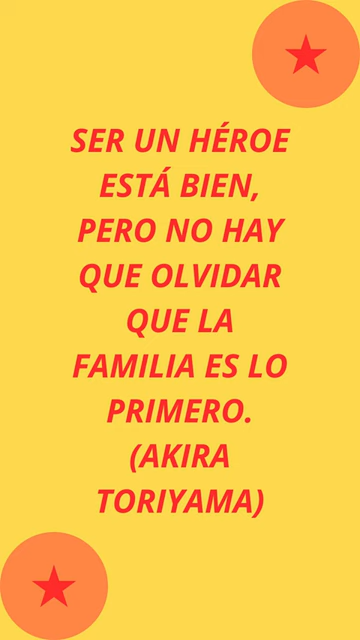 SER UN HÉROE
ESTÁ BIEN,
PERO NO HAY
QUE OLVIDAR
QUE LA
FAMILIA ES LO
PRIMERO.
(AKIRA
TORIYAMA)